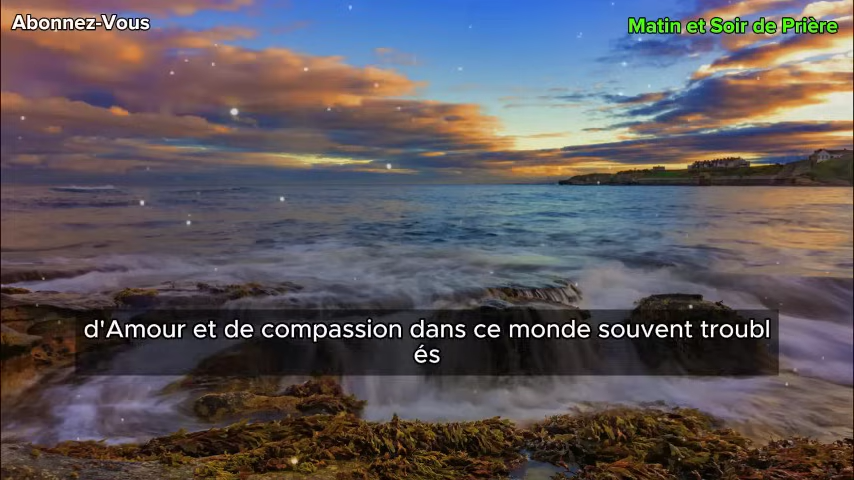 Abonnez-Vous
Matin et Soir de Prière
d'Amour et de compassion dans ce monde souvent troubl
és